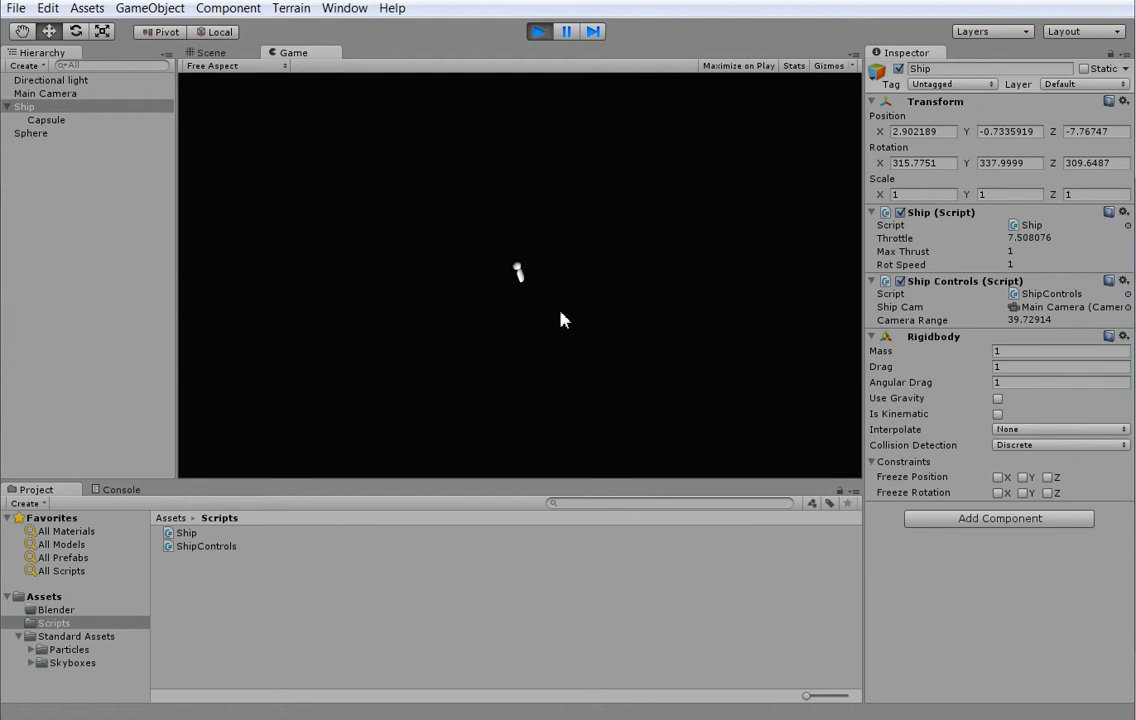 File Edit Assets GameObject Component Terrain Window Help
Pivot Local Layers Layout
Hierarchy Scene Game Inspector
Create All Free Aspect Maximize on Play Stats Gizmos Ship Static
Directional light
Main Camera
Ship
Capsule
Sphere
Tag Untagged Layer Default
Transform
Position
X 2.902189 Y -0.7335919 Z -7.76747
Rotation
X 315.7751 Y 337.9999 Z 309.6487
Scale
X 1 Y 1 Z 1
Ship (Script)
Script Ship
Throttle 7.508076
Max Thrust 1
Rot Speed 1
Ship Controls (Script)
Script ShipControls
Ship Cam Main Camera (Camer
Camera Range 39.72914
Rigidbody
Mass 1
Drag 1
Angular Drag 1
Use Gravity
Is Kinematic
Interpolate None
Collision Detection Discrete
Constraints
Freeze Position X Y Z
Freeze Rotation X Y Z
Add Component
Project Console
Create
Favorites
All Materials
All Models
All Prefabs
All Scripts
Assets
Blender
Scripts
Standard Assets
Particles
Skyboxes
Assets Scripts
Ship
ShipControls